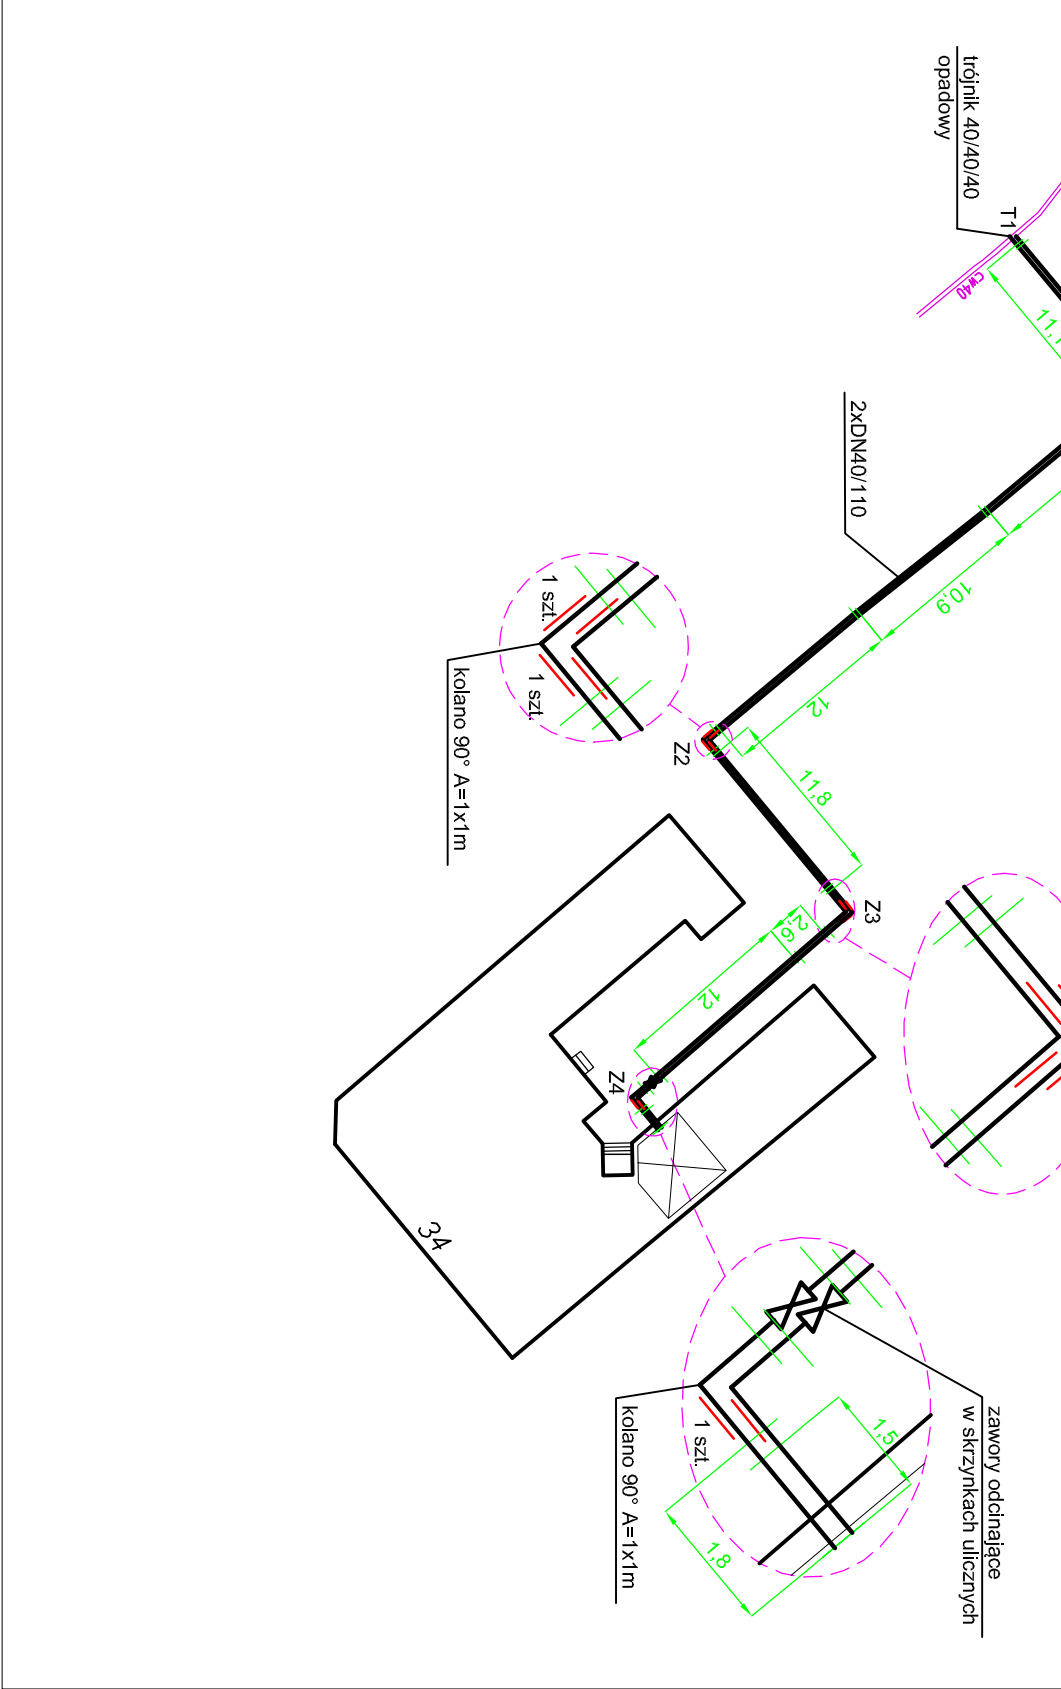 trójnik 40/40/40
opadowy
T1
cw40
2xDN40/110
10,9
12
11,8
Z2
1 szt.
1 szt.
kolano 90° A=1x1m
Z3
2,6
12
Z4
34
zawory odcinające
w skrzynkach ulicznych
1,5
1 szt.
1,8
kolano 90° A=1x1m